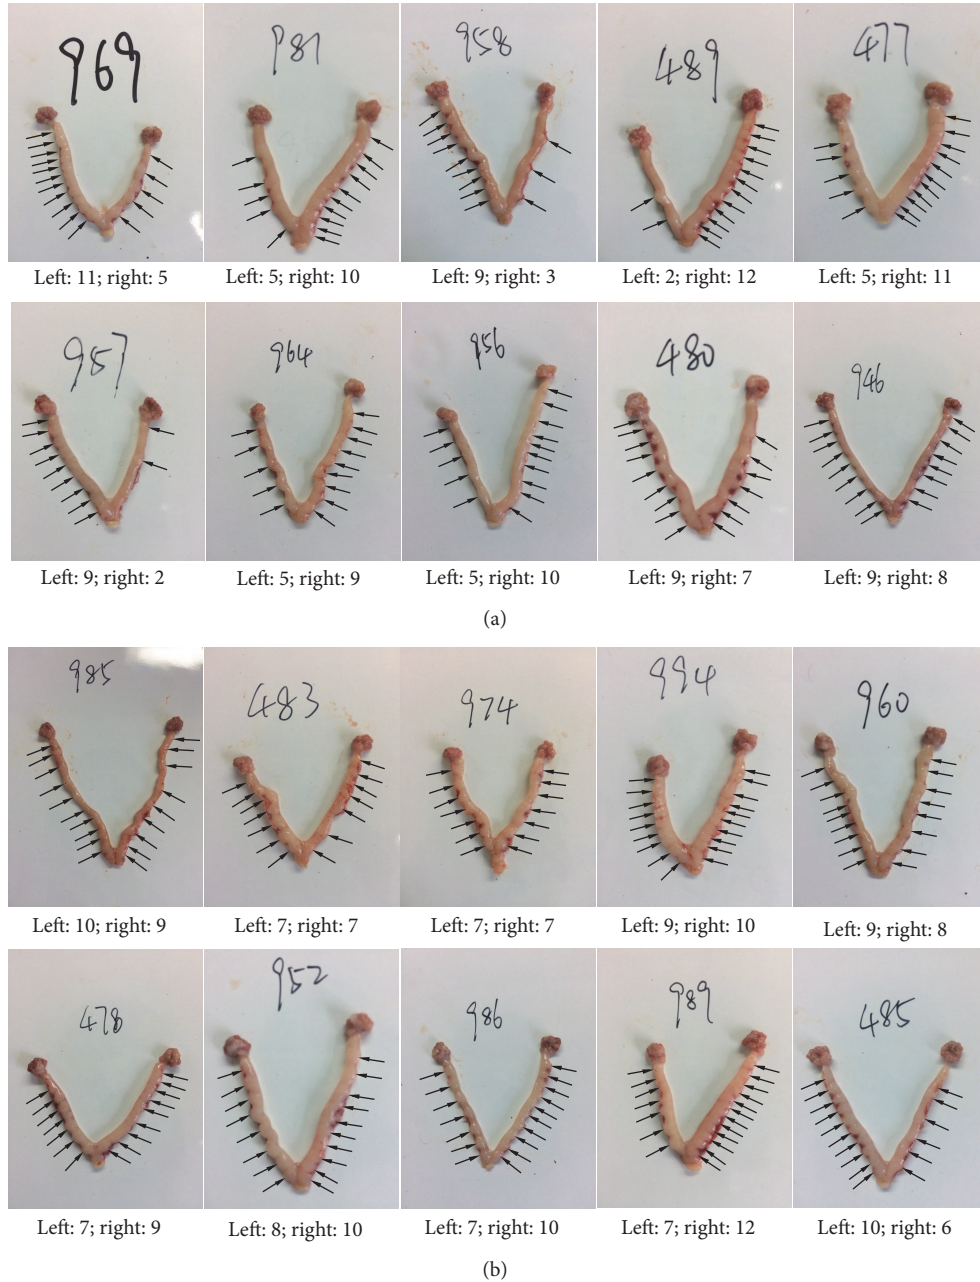 969
981
958
489
477
Left: 11; right: 5
Left: 5; right: 10
Left: 9; right: 3
Left: 2; right: 12
Left: 5; right: 11
957
964
956
480
946
Left: 9; right: 2
Left: 5; right: 9
Left: 5; right: 10
Left: 9; right: 7
Left: 9; right: 8
(a)
985
483
974
994
960
Left: 10; right: 9
Left: 7; right: 7
Left: 7; right: 7
Left: 9; right: 10
Left: 9; right: 8
478
952
986
989
485
Left: 7; right: 9
Left: 8; right: 10
Left: 7; right: 10
Left: 7; right: 12
Left: 10; right: 6
(b)